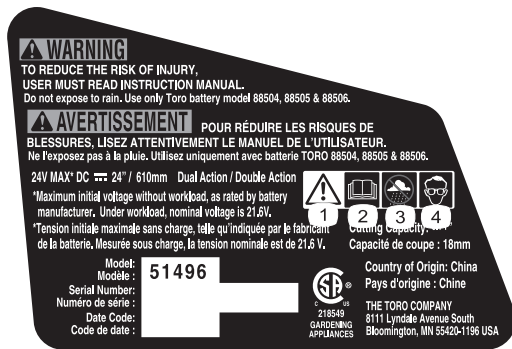 WARNING
TO REDUCE THE RISK OF INJURY,
USER MUST READ INSTRUCTION MANUAL.
Do not expose to rain. Use only Toro battery model 88504, 88505 & 88506.
AVERTISSEMENT POUR RÉDUIRE LES RISQUES DE
BLESSURES, LISEZ ATTENTIVEMENT LE MANUEL DE L'UTILISATEUR.
Ne l'exposez pas à la pluie. Utilisez uniquement avec batterie TORO 88504, 88505 & 88506.
24V MAX* DC 24" / 610mm Dual Action / Double Action
*Maximum initial voltage without workload, as rated by battery
manufacturer. Under workload, nominal voltage is 21.6V.
*Tension initiale maximale sans charge, telle qu'indiquée par le fabricant
de la batterie. Mesurée sous charge, la tension nominale est de 21.6 V.
1 2 3 4
Cutting Capacity:
Capacité de coupe : 18mm
Model:
Modèle : 51496
Serial Number:
Numéro de série :
Date Code:
Code de date :
SA
C US
218549
GARDENING
APPLIANCES
Country of Origin: China
Pays d'origine : Chine
THE TORO COMPANY
8111 Lyndale Avenue South
Bloomington, MN 55420-1196 USA